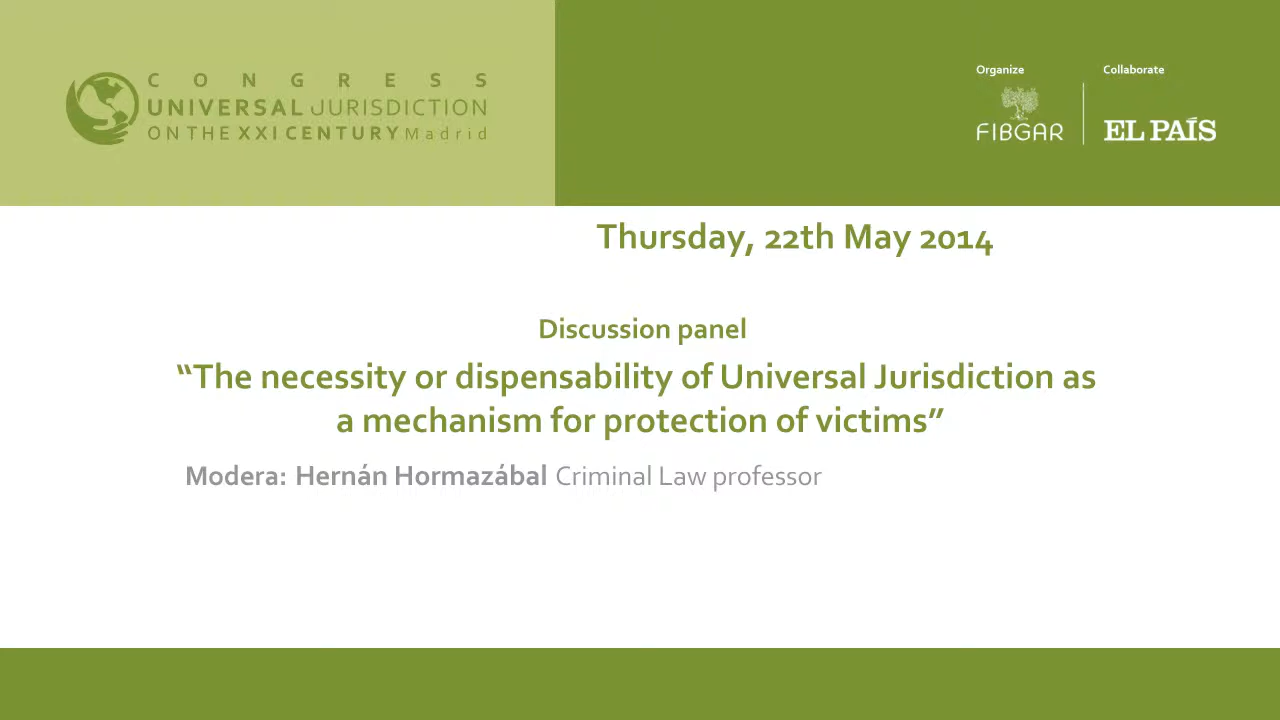 CONGRESS
UNIVERSAL JURISDICTION
ON THE XXI CENTURY Madrid
Organize
FIBGAR
Collaborate
EL PAÍS
Thursday, 22th May 2014
Discussion panel
“The necessity or dispensability of Universal Jurisdiction as
a mechanism for protection of victims”
Modera: Hernán Hormazábal Criminal Law professor